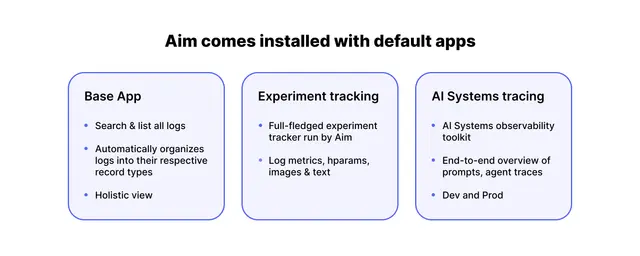 Aim comes installed with default apps
Base App
Search & list all logs
Automatically organizes
logs into their respective
record types
Holistic view
Experiment tracking
Full-fledged experiment
tracker run by Aim
Log metrics, hparams,
images & text
AI Systems tracing
AI Systems observability
toolkit
End-to-end overview of
prompts, agent traces
Dev and Prod